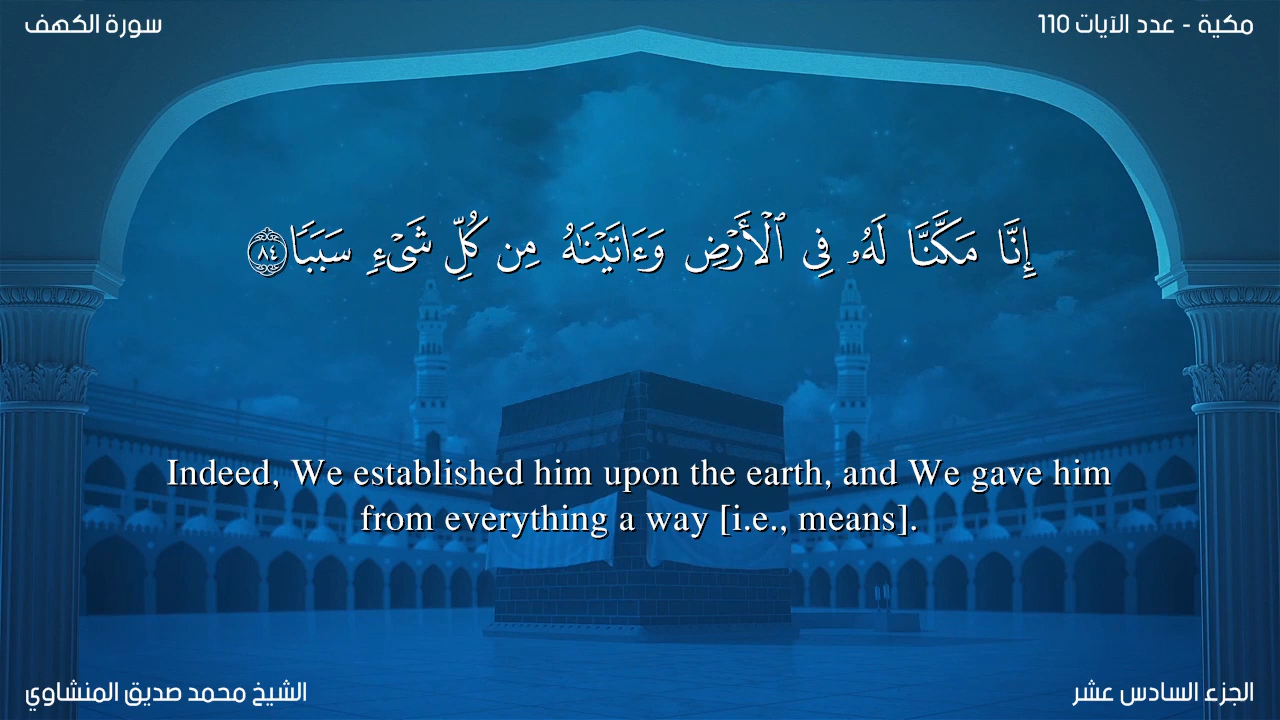 سورة الكهف
مكية - عدد الآيات 110
إِنَّا مَكَّنَّا لَهُۥ فِى ٱلْأَرْضِ وَءَاتَيْنَـٰهُ مِن كُلِّ شَىْءٍۢ سَبَبًۭا ٨٤
Indeed, We established him upon the earth, and We gave him
from everything a way [i.e., means].
الشيخ محمد صديق المنشاوي
الجزء السادس عشر